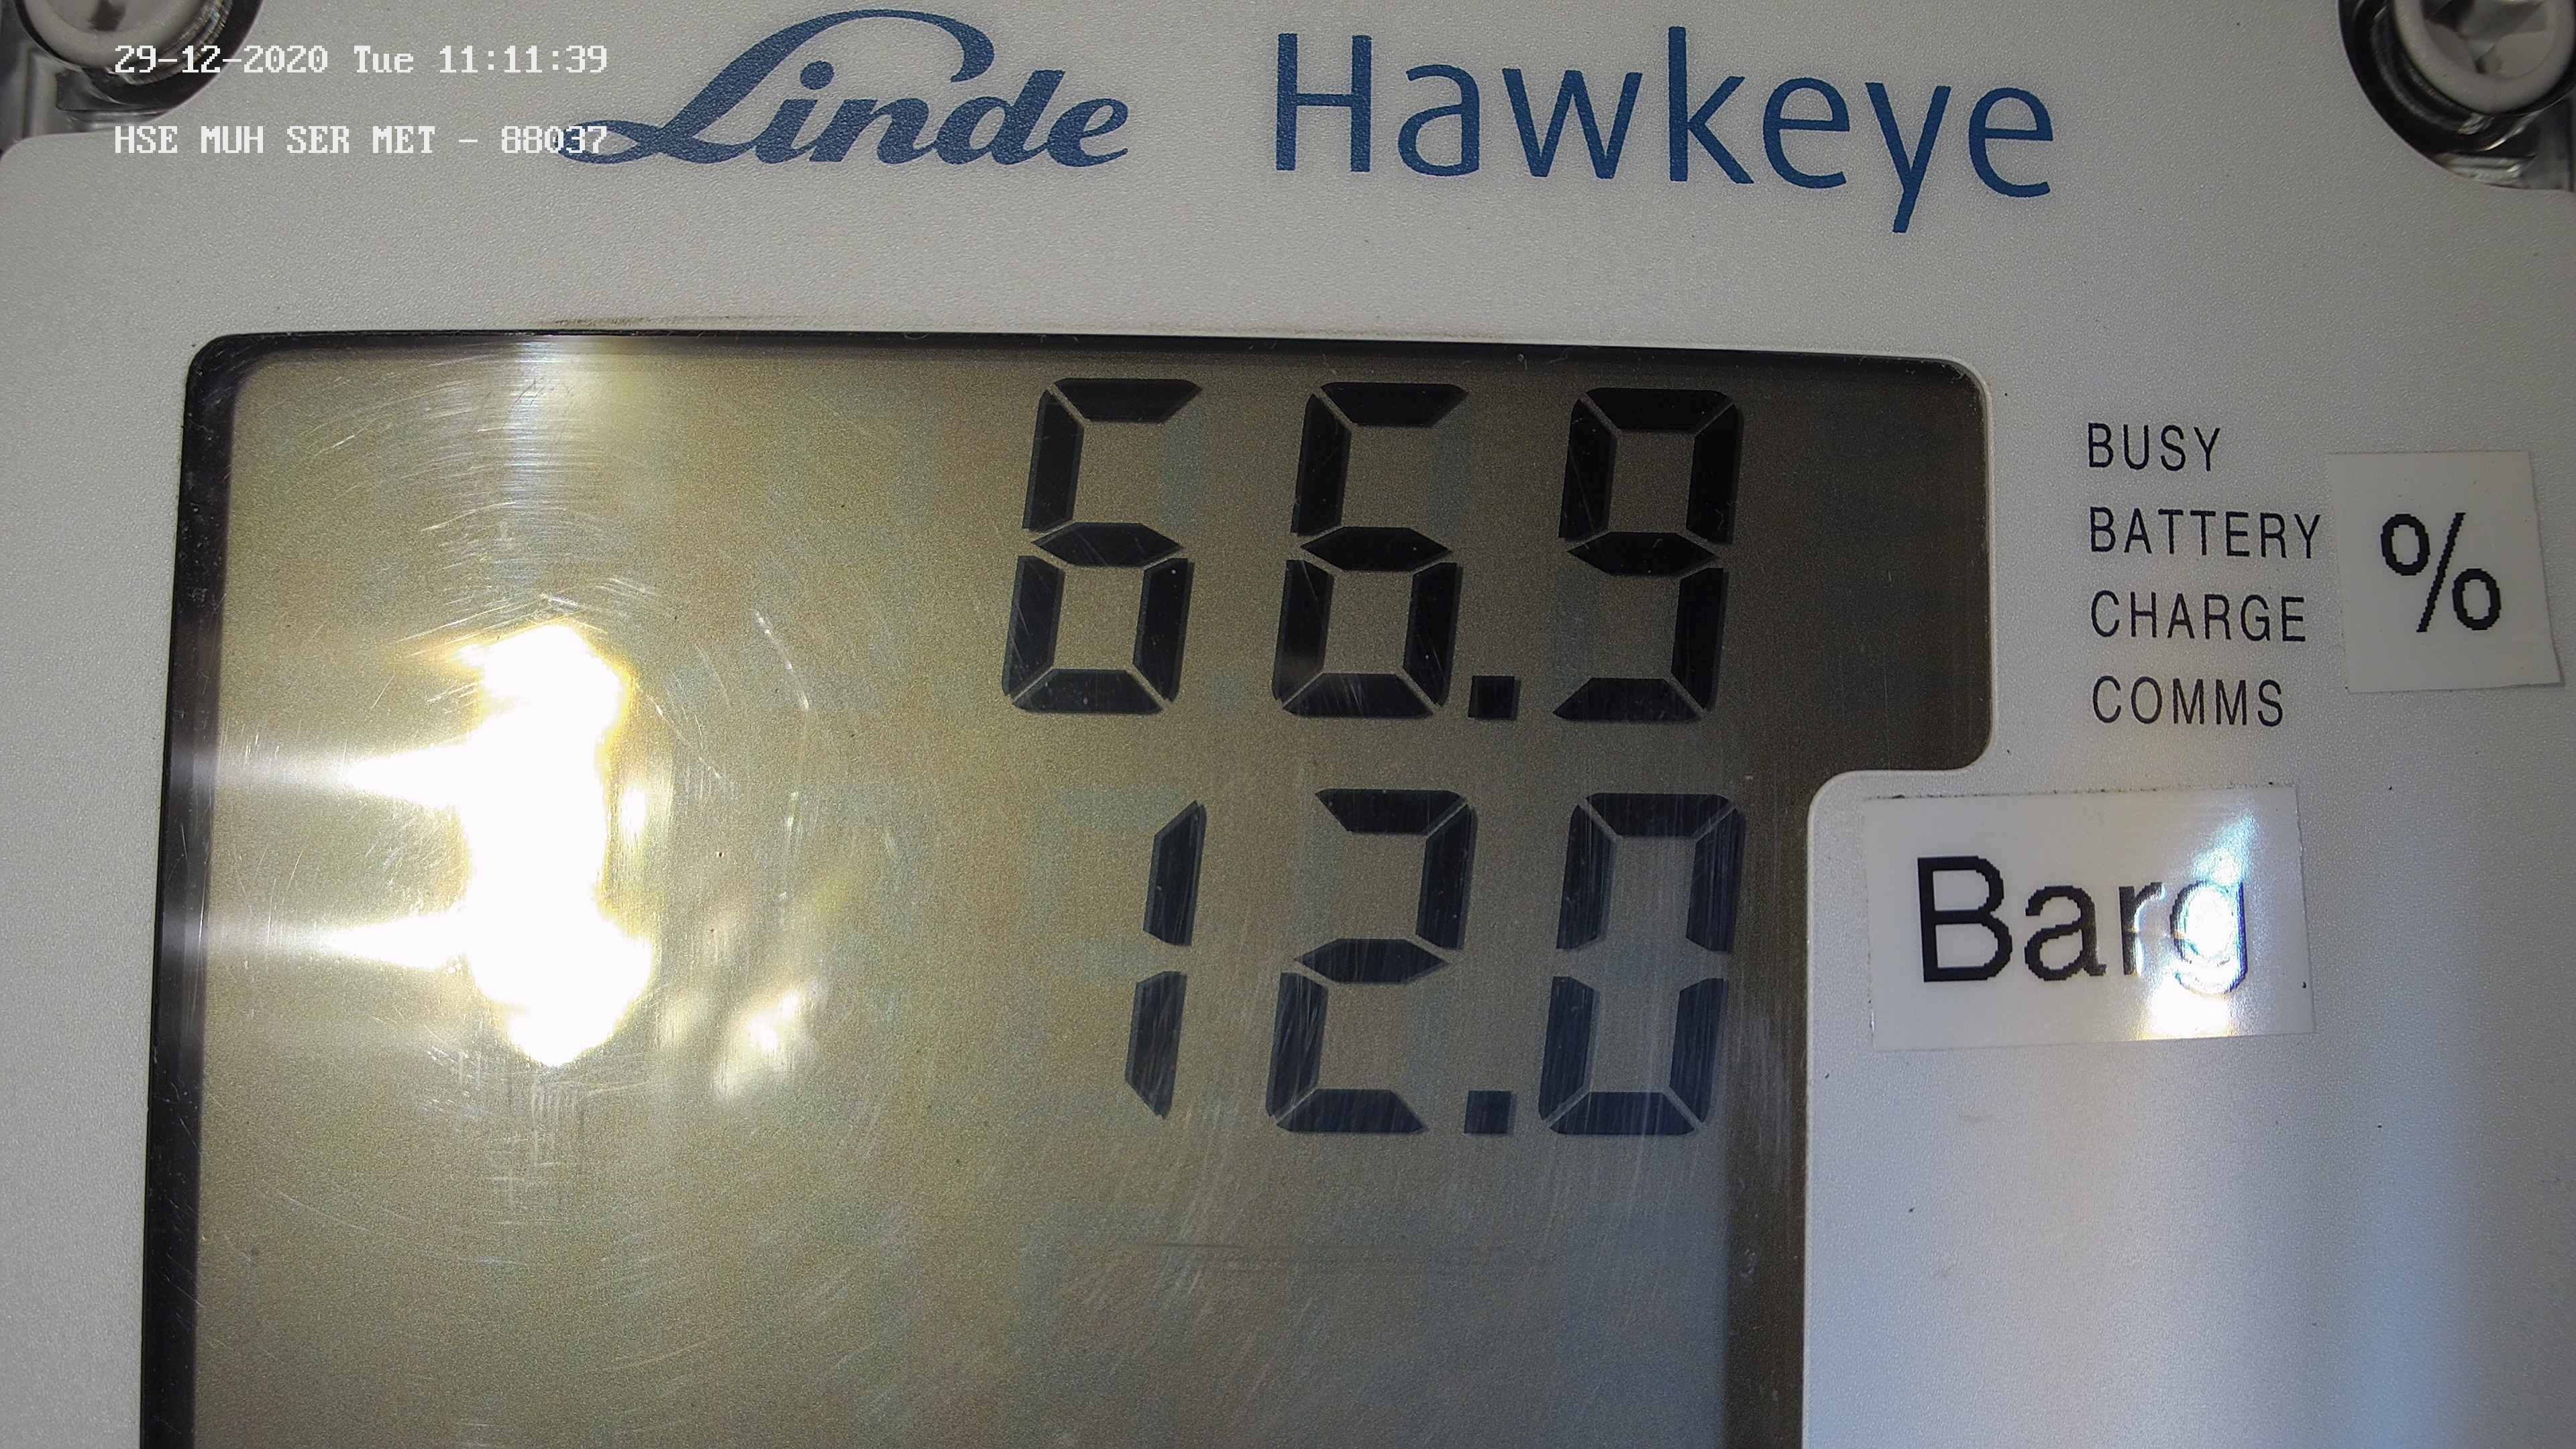 29-12-2020 Tue 11:11:39
HSE MUH SER MET - 88037
Linde Hawkeye
66.9
BUSY
BATTERY
CHARGE
COMMS
%
12.0
Barg